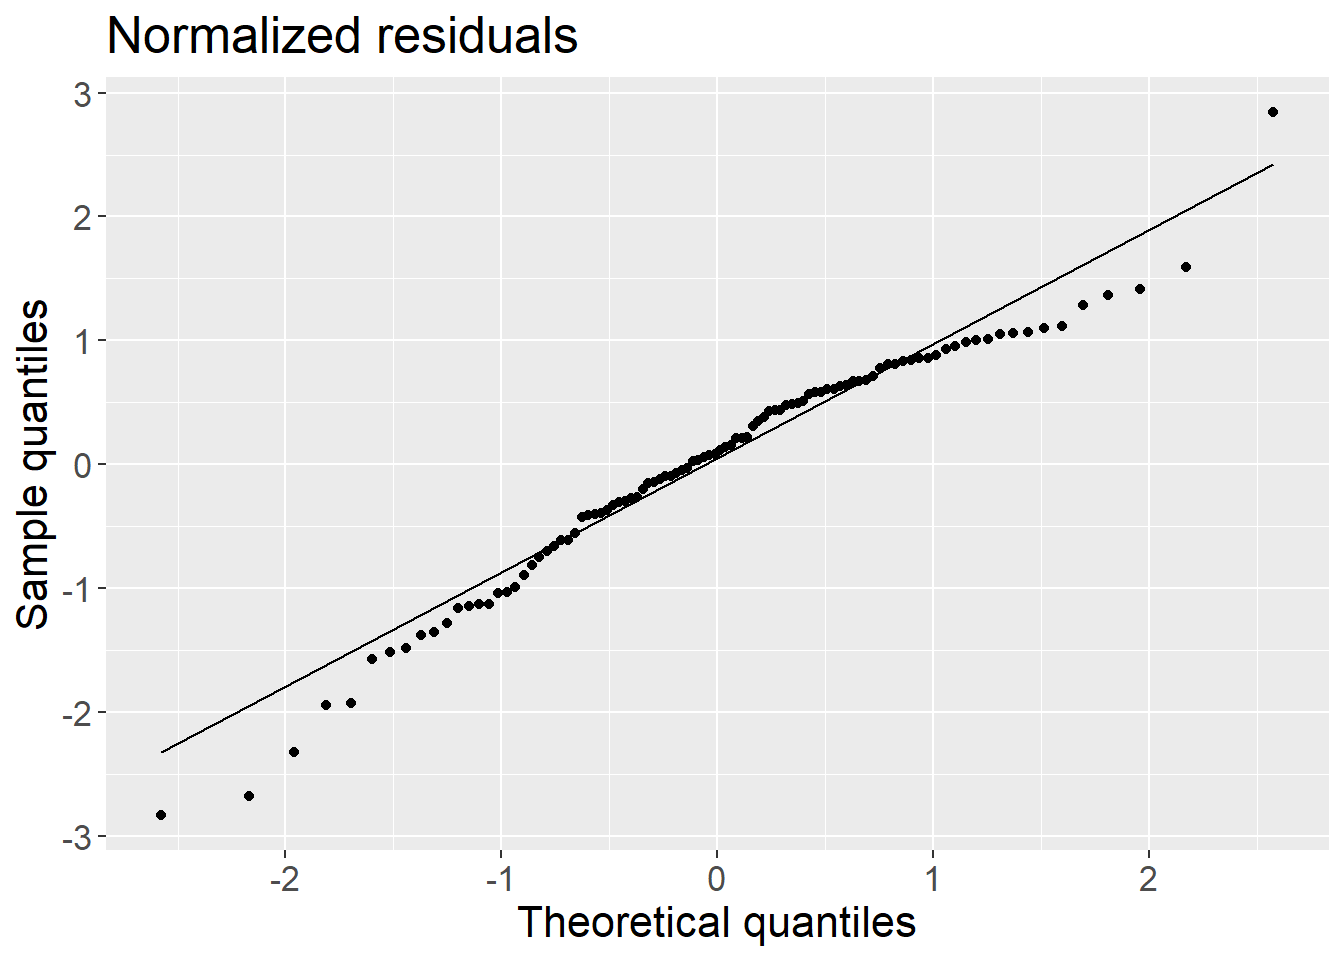 Normalized residuals
3
2
1
0
-1
-2
-3
Sample quantiles
-2 -1 0 1 2
Theoretical quantiles